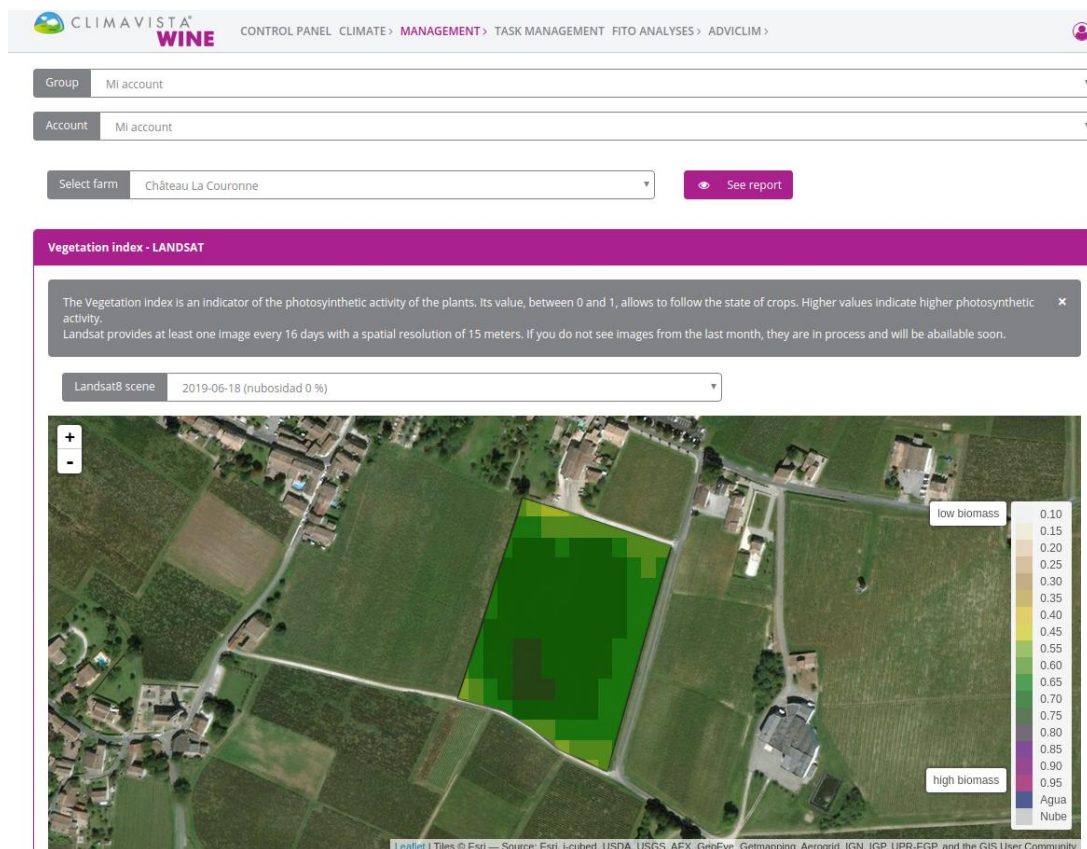 CLIMAVISTA®
WINE
CONTROL PANEL CLIMATE › MANAGEMENT › TASK MANAGEMENT FITO ANALYSES › ADVICLIM ›
Group Mi account
Account Mi account
Select farm Château La Couronne See report
Vegetation index - LANDSAT
The Vegetation index is an indicator of the photosyinthetic activity of the plants. Its value, between 0 and 1, allows to follow the state of crops. Higher values indicate higher photosynthetic ×
activity.
Landsat provides at least one image every 16 days with a spatial resolution of 15 meters. If you do not see images from the last month, they are in process and will be abailable soon.
Landsat8 scene 2019-06-18 (nubosidad 0 %)
+
-
low biomass
0.10
0.15
0.20
0.25
0.30
0.35
0.40
0.45
0.55
0.60
0.65
0.70
0.75
0.80
0.85
0.90
high biomass
0.95
Agua
Nube
Leaflet | Tiles © Esri — Source: Esri, i-cubed, USDA, USGS, AEX, GeoEye, Getmapping, Aerogrid, IGN, IGP, UPR-EGP, and the GIS User Community